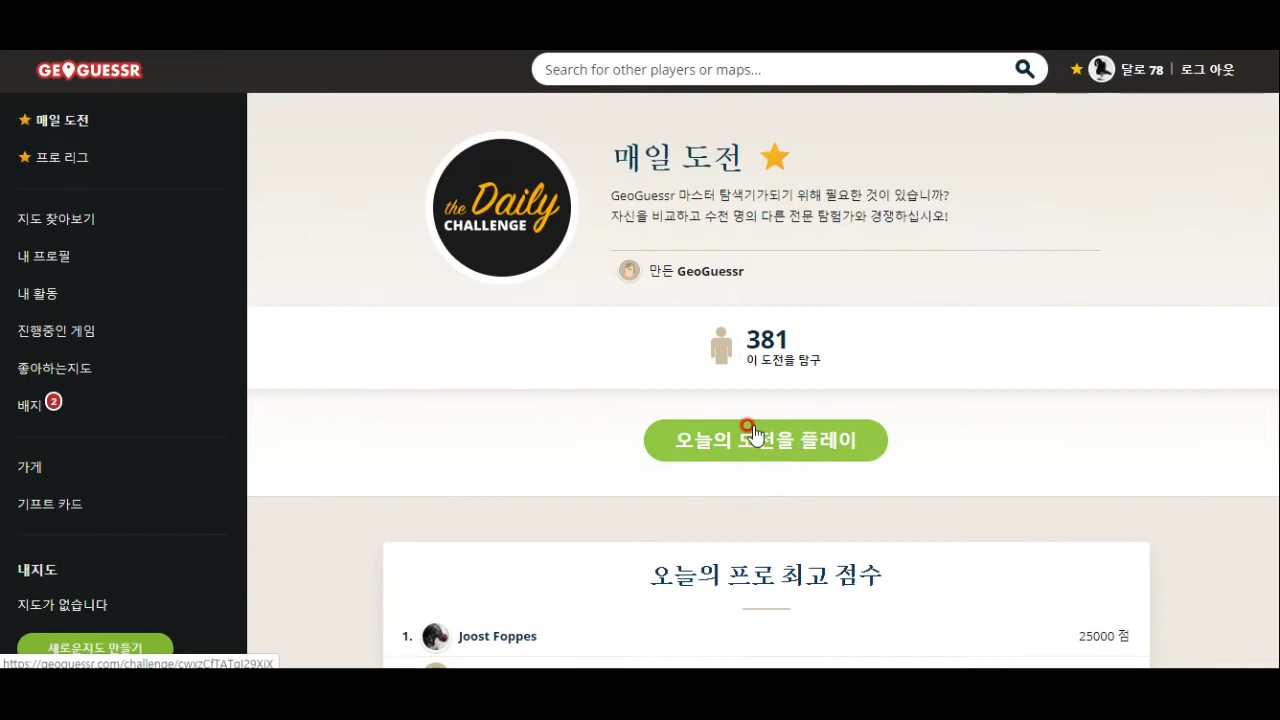 GEOGUESSR
Search for other players or maps...
달로 78 | 로그 아웃
매일 도전
프로 리그
지도 찾아보기
내 프로필
내 활동
진행중인 게임
좋아하는지도
배지 2
가게
기프트 카드
내지도
지도가 없습니다
새로운지도 만들기
the Daily
CHALLENGE
매일 도전
GeoGuessr 마스터 탐색기가되기 위해 필요한 것이 있습니까?
자신을 비교하고 수천 명의 다른 전문 탐험가와 경쟁하십시오!
만든 GeoGuessr
381
이 도전을 탐구
오늘의 도전을 플레이
오늘의 프로 최고 점수
1. Joost Foppes 25000 점